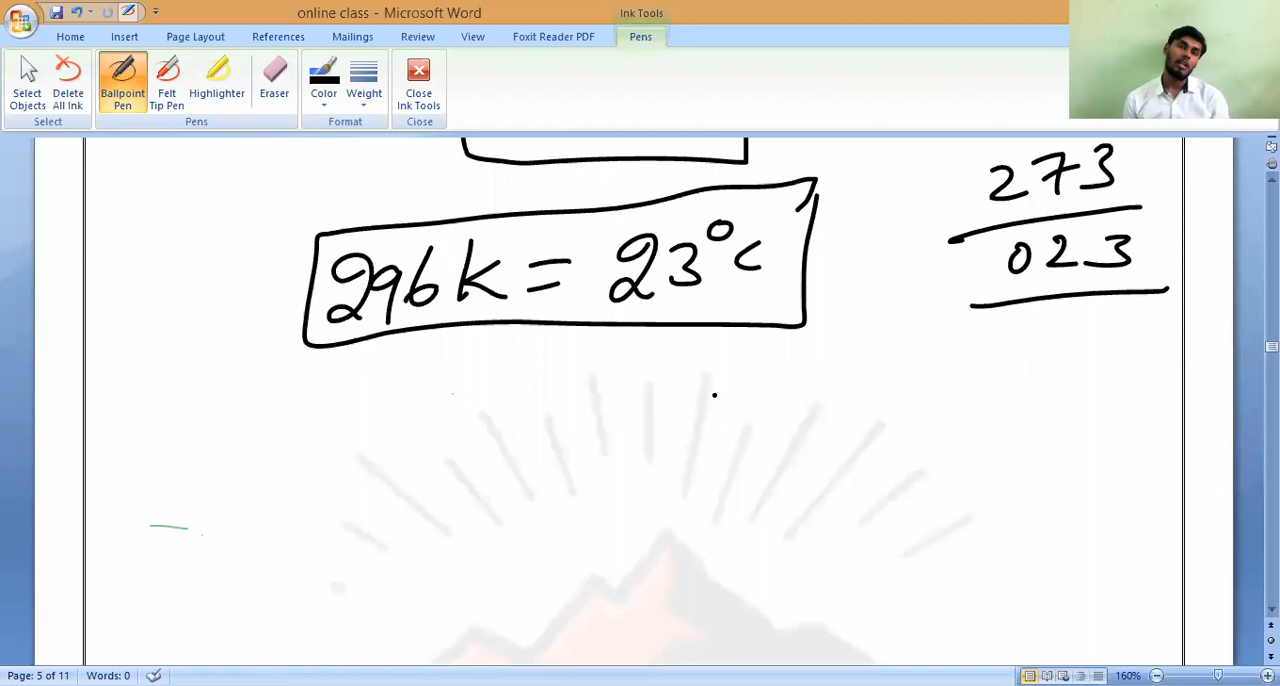 online class - Microsoft Word
Ink Tools
Home Insert Page Layout References Mailings Review View Foxit Reader PDF Pens
Select Objects
Delete All Ink
Ballpoint Pen
Felt Tip Pen
Highlighter
Eraser
Color
Weight
Close Ink Tools
Select Pens Format Close
273
296k = 23°c
023
Page: 5 of 11 Words: 0 160%